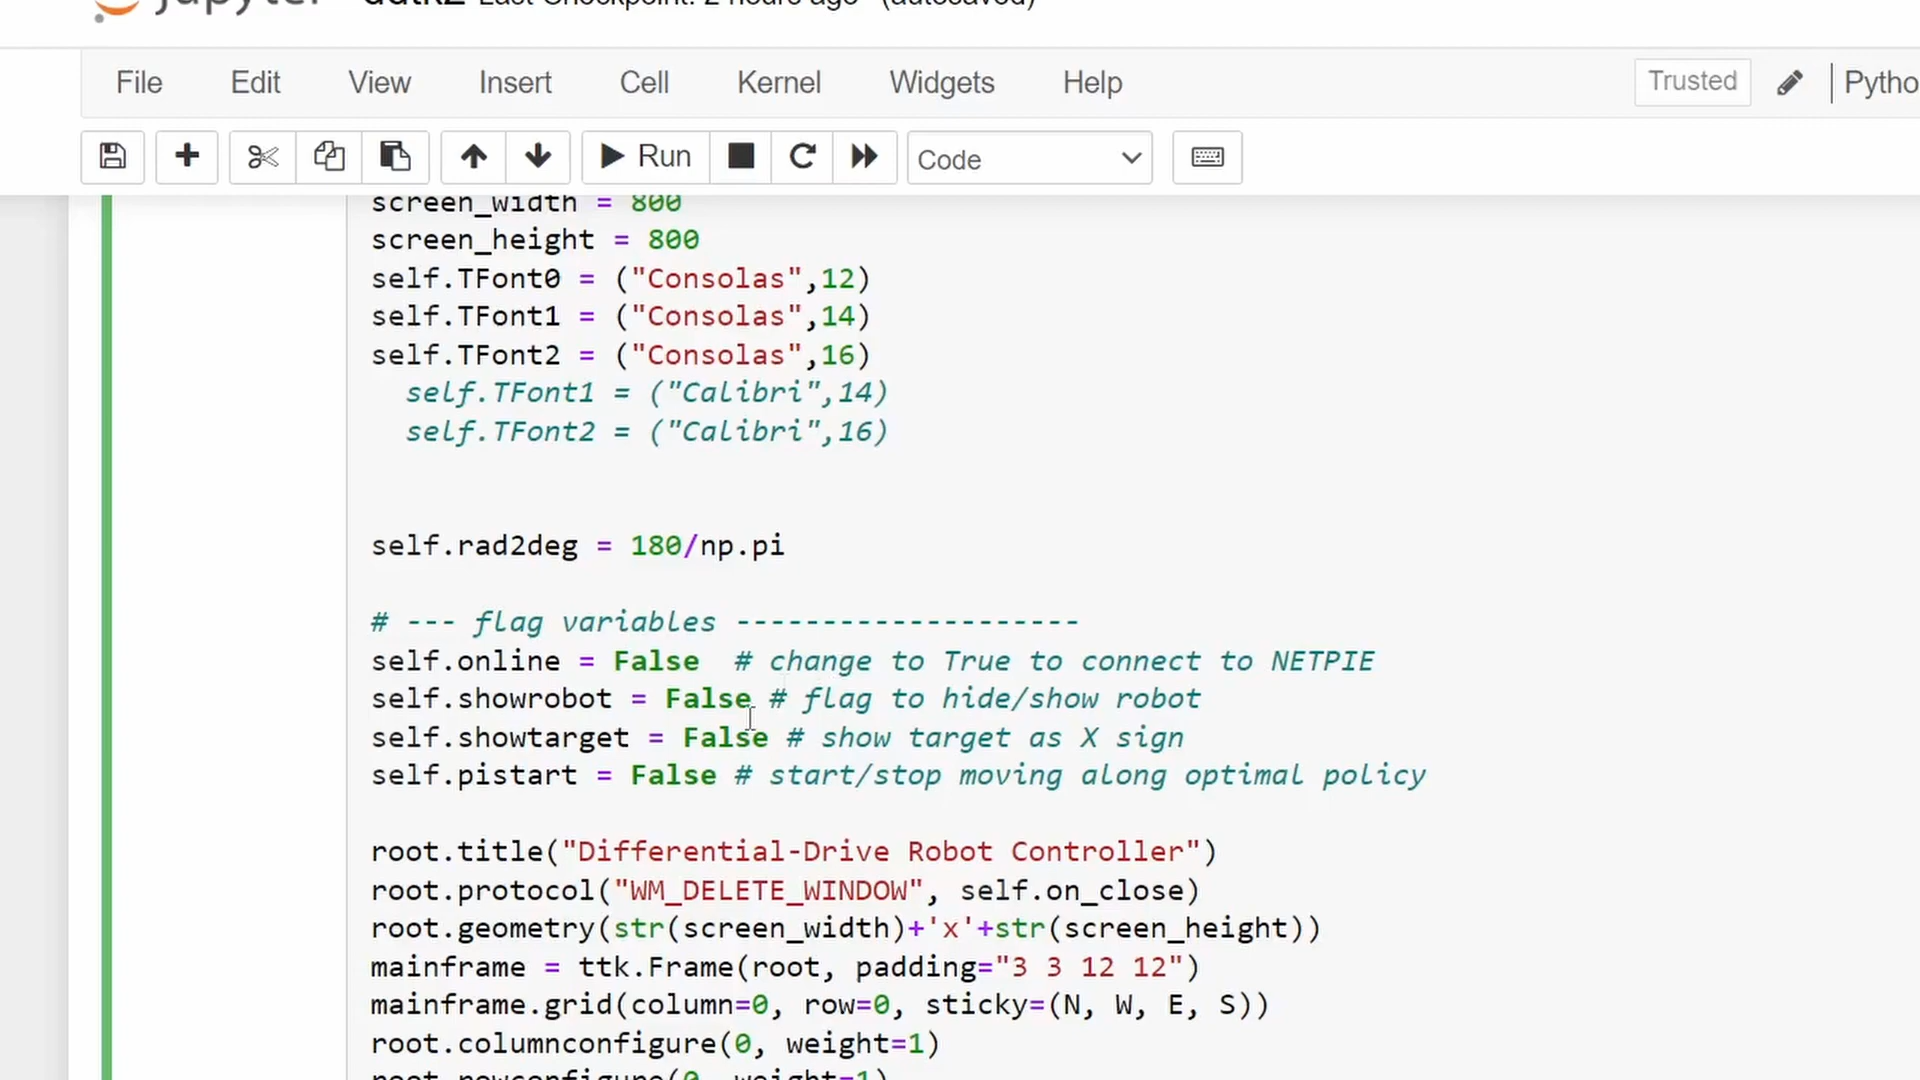 jupyter ddtk2 Last Checkpoint: 2 hours ago (autosaved)
File Edit View Insert Cell Kernel Widgets Help Trusted Pytho
Run Code
screen_width = 800
screen_height = 800
self.TFont0 = ("Consolas",12)
self.TFont1 = ("Consolas",14)
self.TFont2 = ("Consolas",16)
self.TFont1 = ("Calibri",14)
self.TFont2 = ("Calibri",16)
self.rad2deg = 180/np.pi
# --- flag variables --------------------
self.online = False  # change to True to connect to NETPIE
self.showrobot = False # flag to hide/show robot
self.showtarget = False # show target as X sign
self.pistart = False # start/stop moving along optimal policy
root.title("Differential-Drive Robot Controller")
root.protocol("WM_DELETE_WINDOW", self.on_close)
root.geometry(str(screen_width)+'x'+str(screen_height))
mainframe = ttk.Frame(root, padding="3 3 12 12")
mainframe.grid(column=0, row=0, sticky=(N, W, E, S))
root.columnconfigure(0, weight=1)
root.rowconfigure(0, weight=1)